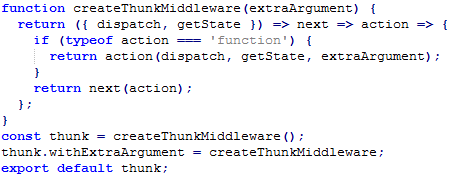 function createThunkMiddleware(extraArgument) {
  return ({ dispatch, getState }) => next => action => {
    if (typeof action === 'function') {
      return action(dispatch, getState, extraArgument);
    }
    return next(action);
  };
}
const thunk = createThunkMiddleware();
thunk.withExtraArgument = createThunkMiddleware;
export default thunk;